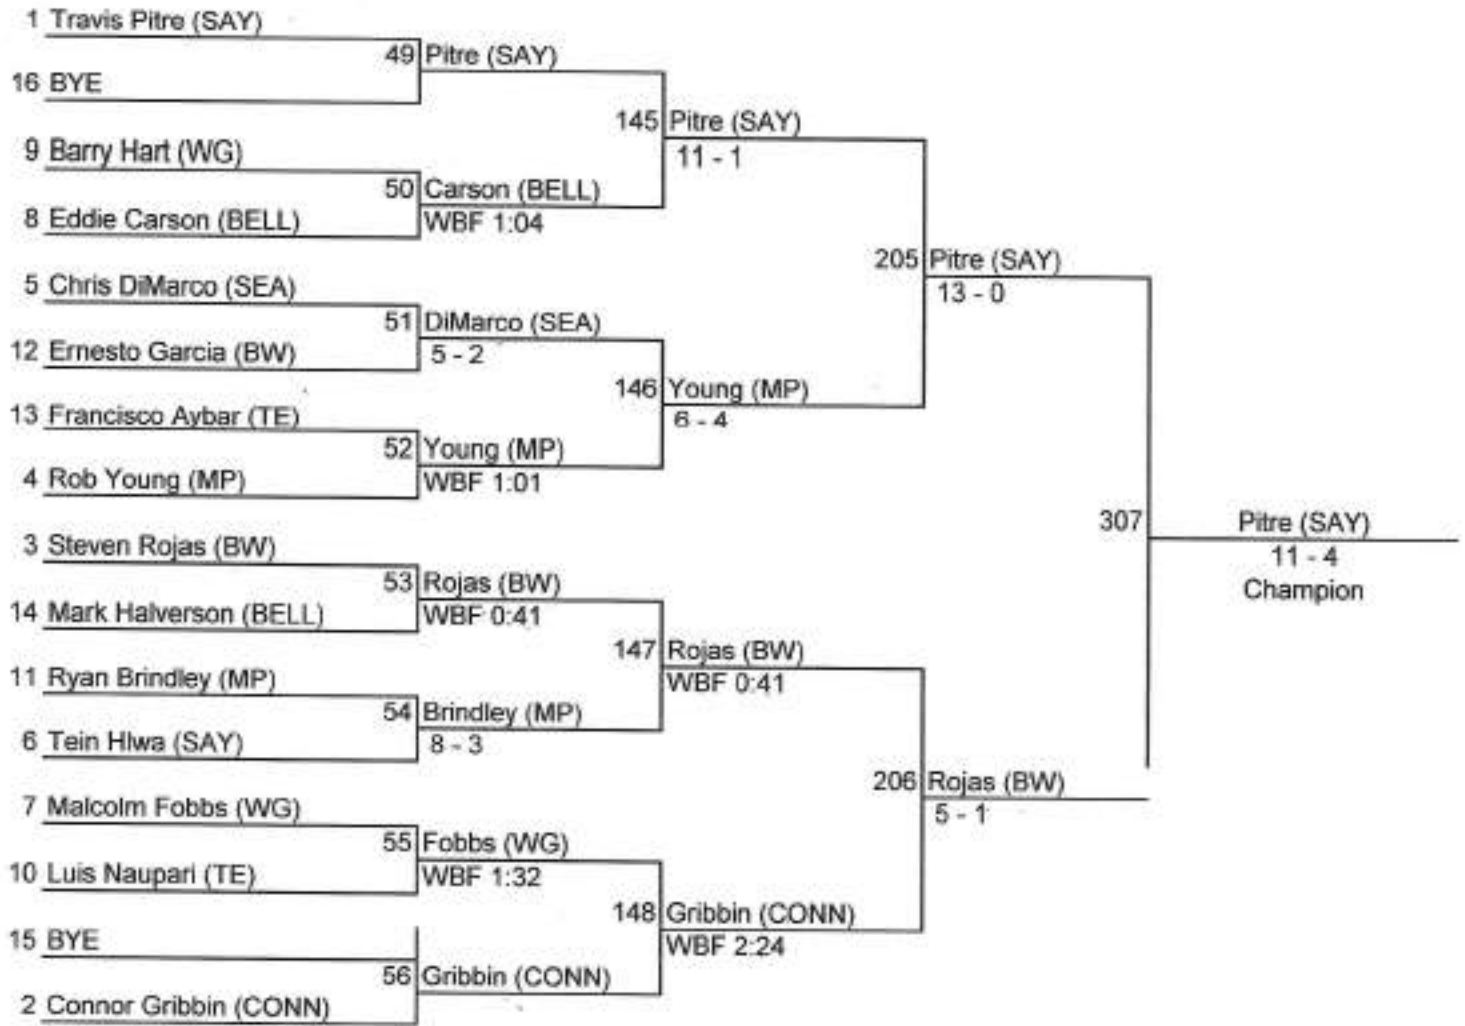 1 Travis Pitre (SAY)
49 Pitre (SAY)
16 BYE
145 Pitre (SAY)
11 - 1
9 Barry Hart (WG)
50 Carson (BELL)
WBF 1:04
8 Eddie Carson (BELL)
205 Pitre (SAY)
13 - 0
5 Chris DiMarco (SEA)
51 DiMarco (SEA)
5 - 2
12 Ernesto Garcia (BW)
146 Young (MP)
6 - 4
13 Francisco Aybar (TE)
52 Young (MP)
WBF 1:01
4 Rob Young (MP)
307 Pitre (SAY)
11 - 4
Champion
3 Steven Rojas (BW)
53 Rojas (BW)
WBF 0:41
14 Mark Halverson (BELL)
147 Rojas (BW)
WBF 0:41
11 Ryan Brindley (MP)
54 Brindley (MP)
8 - 3
6 Tein Hlwa (SAY)
206 Rojas (BW)
5 - 1
7 Malcolm Fobbs (WG)
55 Fobbs (WG)
WBF 1:32
10 Luis Naupari (TE)
148 Gribbin (CONN)
WBF 2:24
15 BYE
56 Gribbin (CONN)
2 Connor Gribbin (CONN)